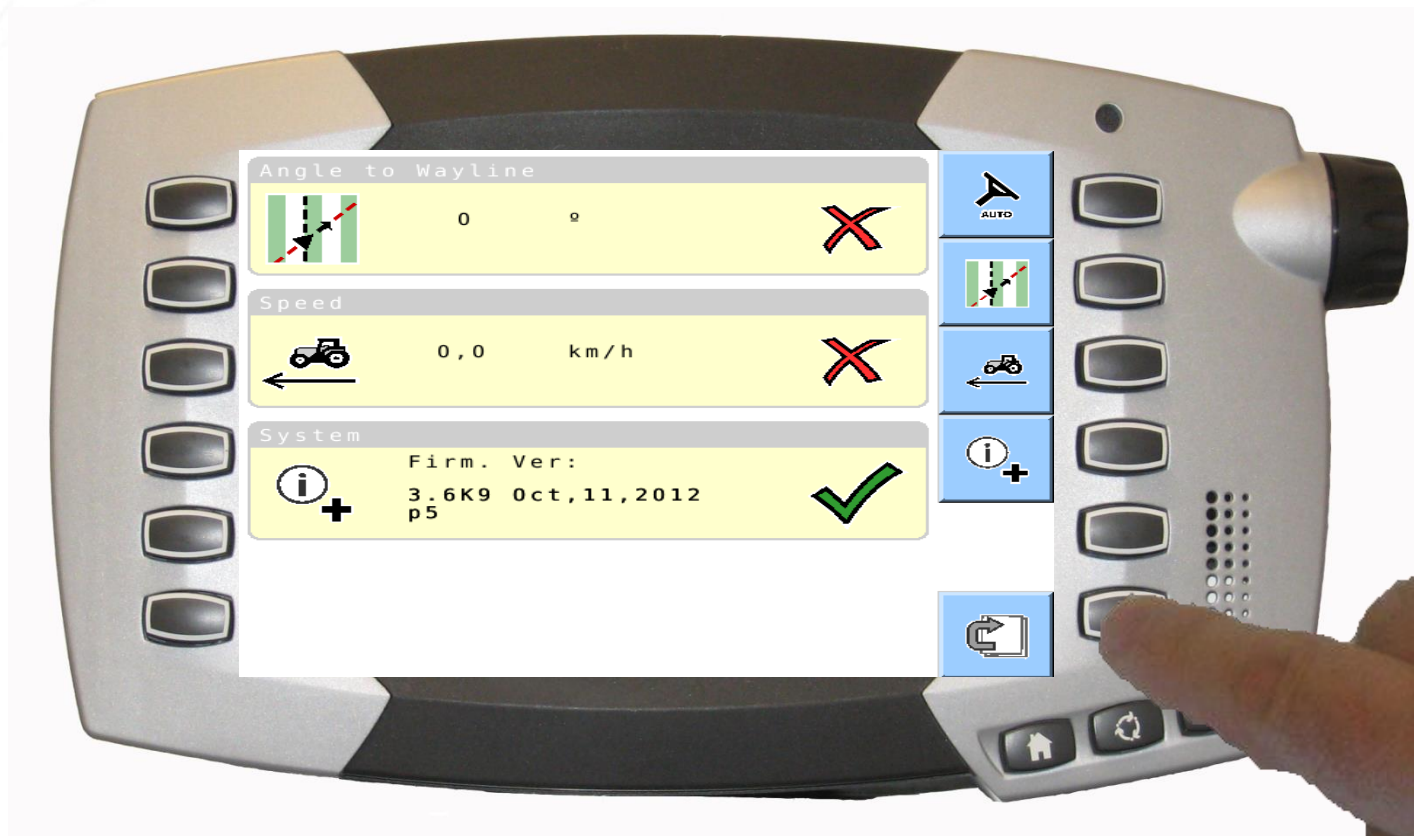 Angle to Wayline
0 º
Speed
0,0 km/h
System
Firm. Ver:
3.6K9 Oct,11,2012
p5
AUTO